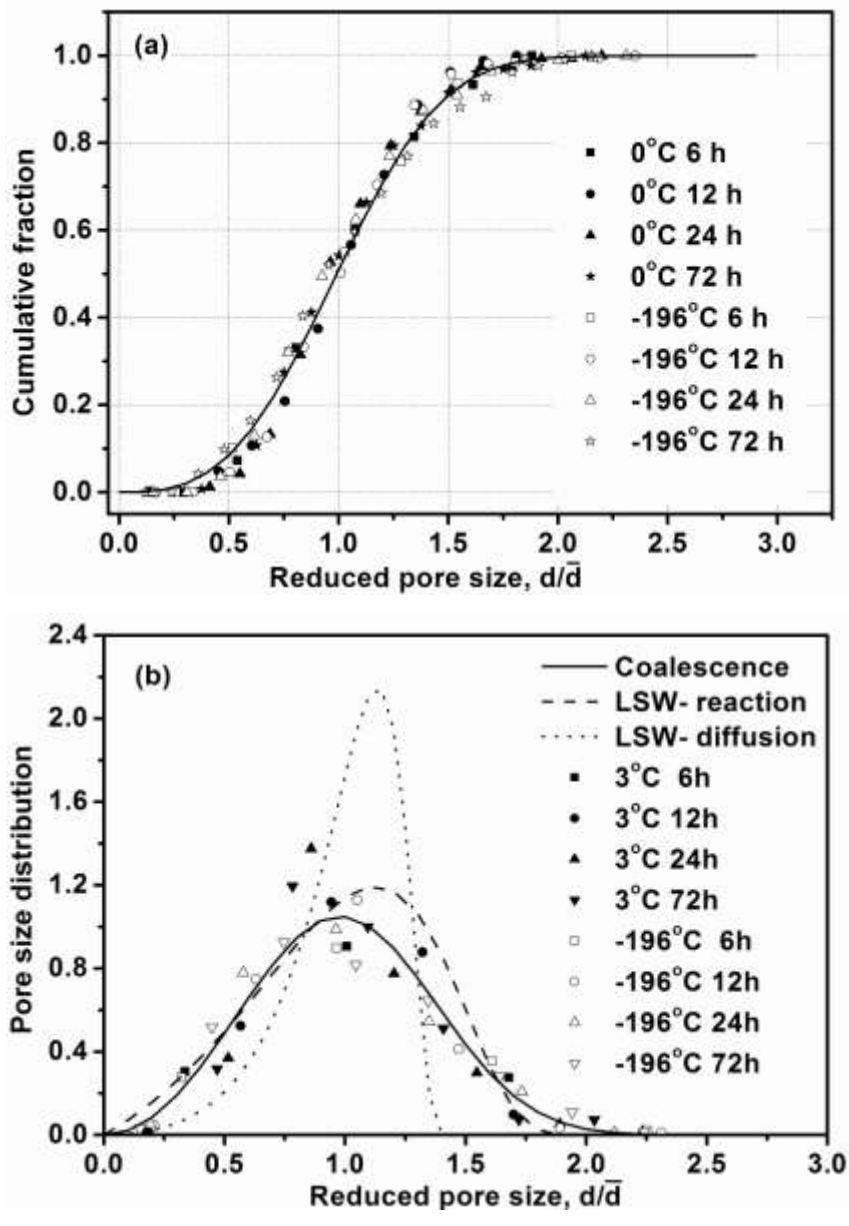 (a)
1.0
0.8
0.6
0.4
0.2
0.0
Cumulative fraction
0°C 6 h
0°C 12 h
0°C 24 h
0°C 72 h
-196°C 6 h
-196°C 12 h
-196°C 24 h
-196°C 72 h
0.0 0.5 1.0 1.5 2.0 2.5 3.0
Reduced pore size, d/d̄
(b)
2.4
2.0
1.6
1.2
0.8
0.4
0.0
Pore size distribution
Coalescence
LSW- reaction
LSW- diffusion
3°C 6h
3°C 12h
3°C 24h
3°C 72h
-196°C 6h
-196°C 12h
-196°C 24h
-196°C 72h
0.0 0.5 1.0 1.5 2.0 2.5 3.0
Reduced pore size, d/d̄